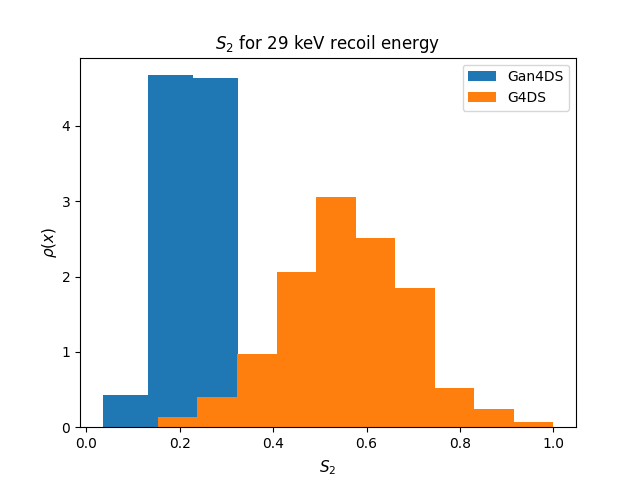 S₂ for 29 keV recoil energy
Gan4DS
G4DS
ρ(x)
4
3
2
1
0
0.0 0.2 0.4 0.6 0.8 1.0
S₂